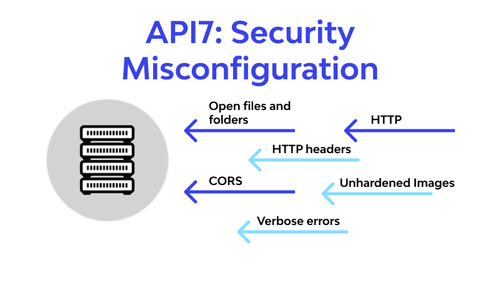 API7: Security
Misconfiguration
Open files and
folders
HTTP
HTTP headers
CORS
Unhardened Images
Verbose errors